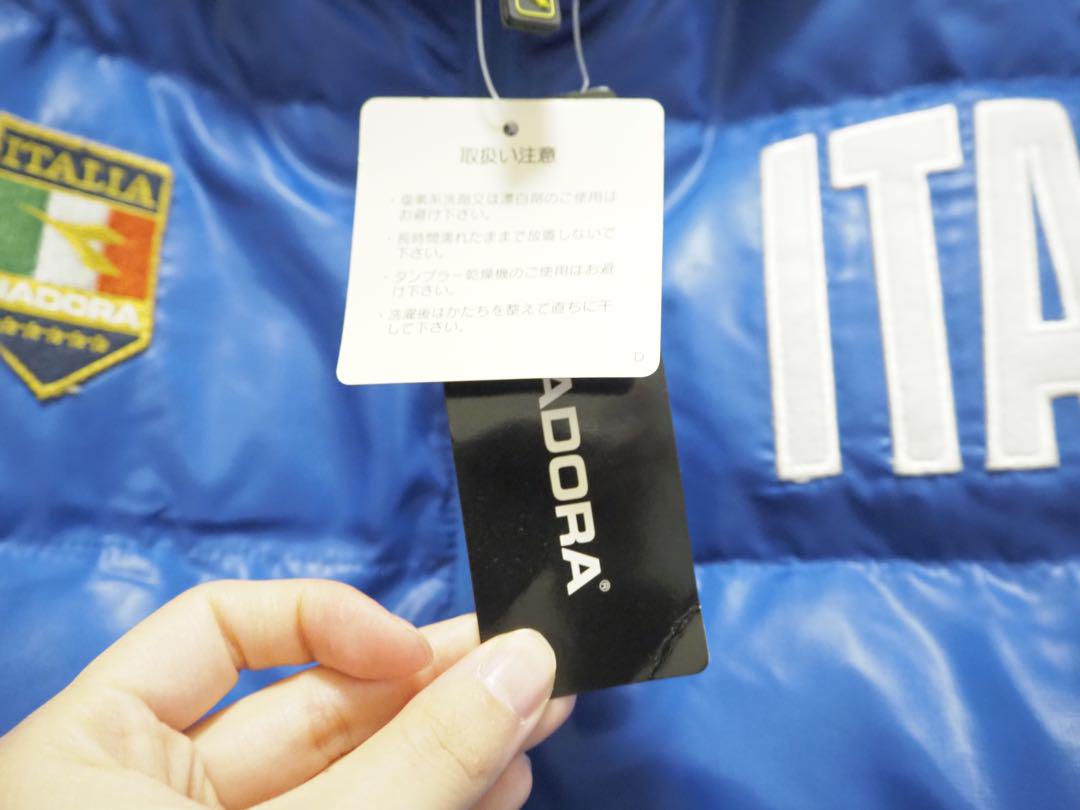 ITALIA
IADORA
取扱い注意
・塩素系洗剤又は漂白剤のご使用は
お避け下さい。
・長時間濡れたままで放置しないで
下さい。
・タンブラー乾燥機のご使用はお避
け下さい。
・洗濯後はかたちを整えて直ちに干
して下さい。
D
ADORA®
ITA